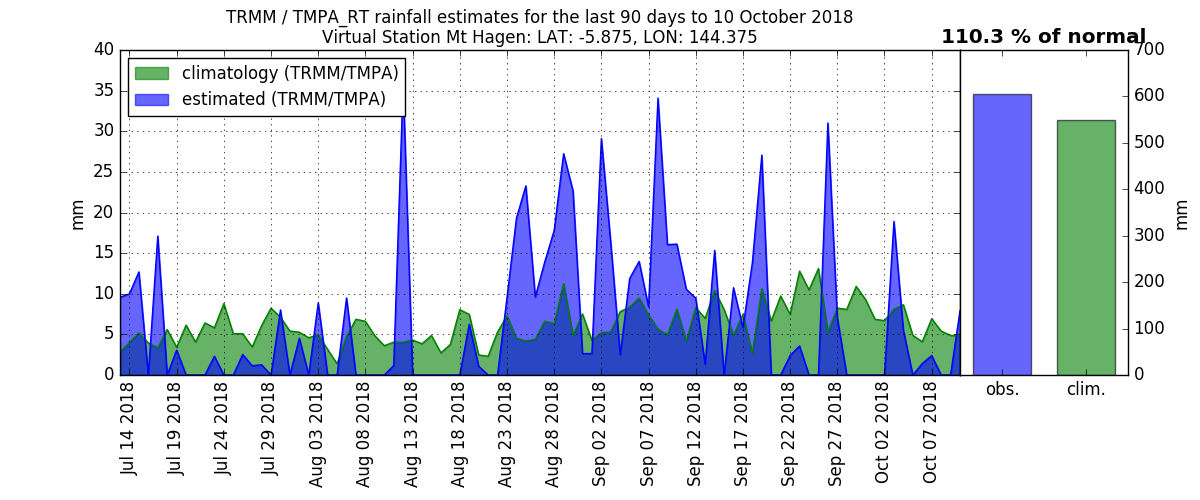 TRMM / TMPA_RT rainfall estimates for the last 90 days to 10 October 2018
Virtual Station Mt Hagen: LAT: -5.875, LON: 144.375
110.3 % of normal
climatology (TRMM/TMPA)
estimated (TRMM/TMPA)
40
35
30
25
20
15
10
5
0
mm
Jul 14 2018
Jul 19 2018
Jul 24 2018
Jul 29 2018
Aug 03 2018
Aug 08 2018
Aug 13 2018
Aug 18 2018
Aug 23 2018
Aug 28 2018
Sep 02 2018
Sep 07 2018
Sep 12 2018
Sep 17 2018
Sep 22 2018
Sep 27 2018
Oct 02 2018
Oct 07 2018
obs.
clim.
700
600
500
400
300
200
100
0
mm